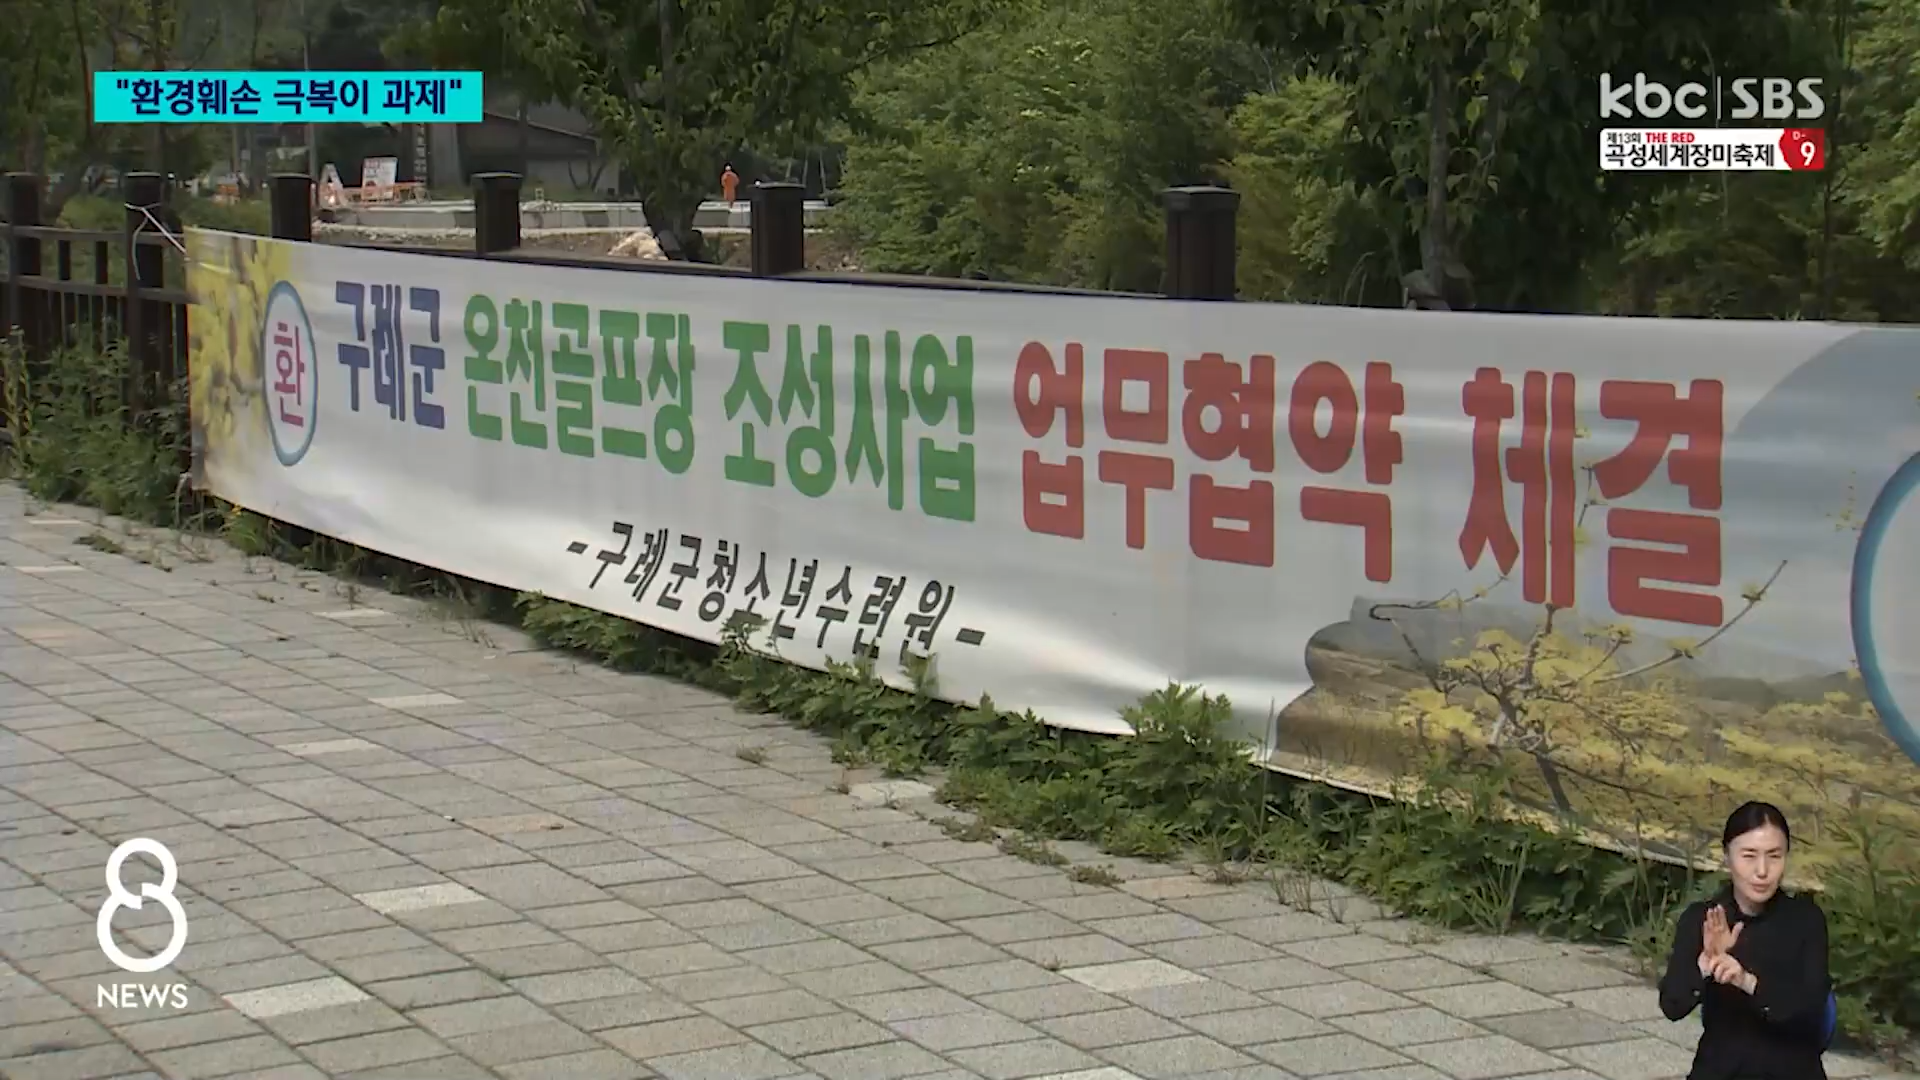 "환경훼손 극복이 과제"
kbc SBS
제13회 THE RED
곡성세계장미축제
D-9
환
구례군 온천골프장 조성사업 업무협약 체결
-구례군청소년수련원-
8
NEWS